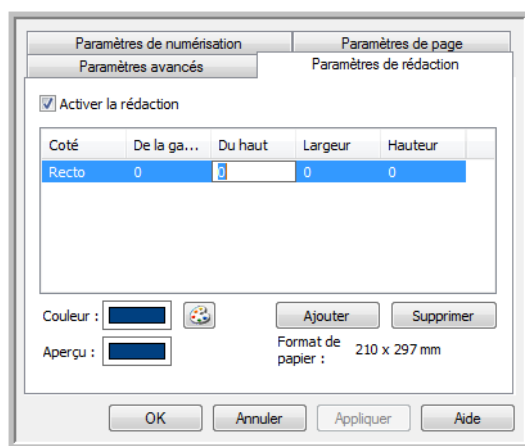 Paramètres de numérisation Paramètres de page
Paramètres avancés Paramètres de rédaction
Activer la rédaction
Coté De la ga... Du haut Largeur Hauteur
Recto 0 0 0 0
Couleur : Ajouter Supprimer
Aperçu : Format de papier : 210 x 297 mm
OK Annuler Appliquer Aide